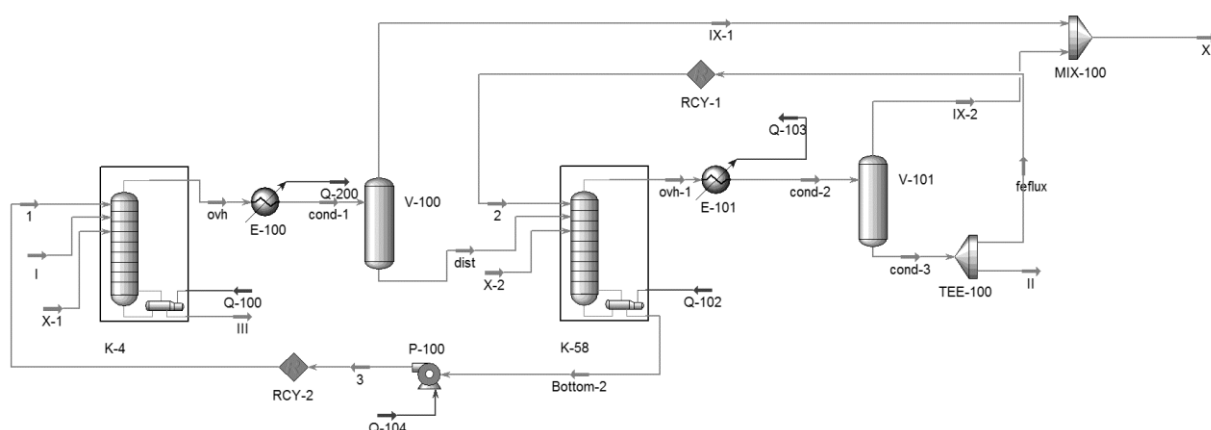 IX-1
X
MIX-100
RCY-1
IX-2
Q-103
Q-200
V-100
V-101
1
ovh
cond-1
E-100
2
ovh-1
E-101
cond-2
feflux
I
dist
X-2
cond-3
II
TEE-100
X-1
Q-100
III
Q-102
K-4
P-100
K-58
RCY-2
3
Bottom-2
Q-104